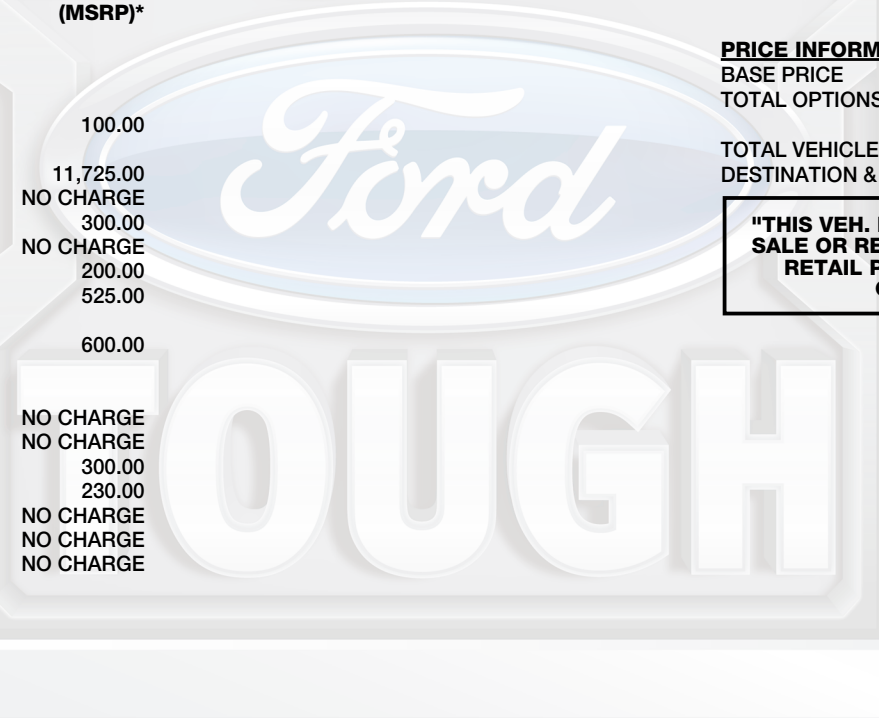 (MSRP)*
100.00
11,725.00
NO CHARGE
300.00
NO CHARGE
200.00
525.00
600.00
NO CHARGE
NO CHARGE
300.00
230.00
NO CHARGE
NO CHARGE
NO CHARGE
PRICE INFORM
BASE PRICE
TOTAL OPTIONS
TOTAL VEHICLE
DESTINATION &
"THIS VEH.
SALE OR RE
RETAIL P
Ford
TOUGH